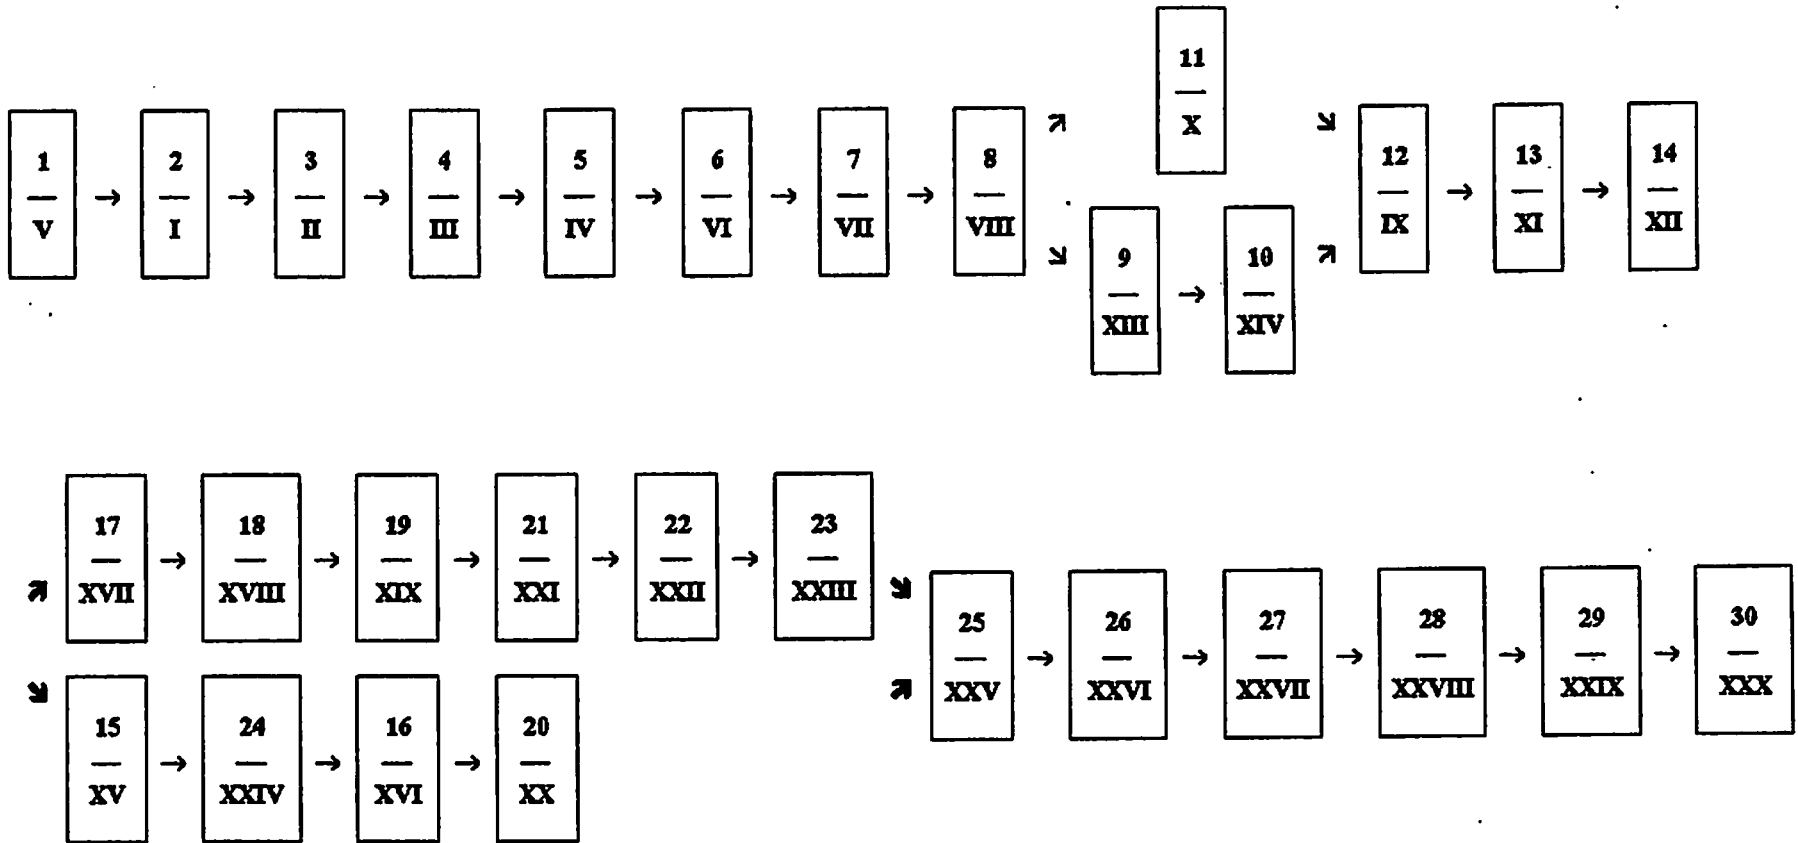 1
V
→
2
I
→
3
II
→
4
III
→
5
IV
→
6
VI
→
7
VII
→
8
VIII
11
X
9
XIII
→
10
XIV
12
IX
→
13
XI
→
14
XII
17
XVII
→
18
XVIII
→
19
XIX
→
21
XXI
→
22
XXII
→
23
XXIII
15
XV
→
24
XXIV
→
16
XVI
→
20
XX
25
XXV
→
26
XXVI
→
27
XXVII
→
28
XXVIII
→
29
XXIX
→
30
XXX